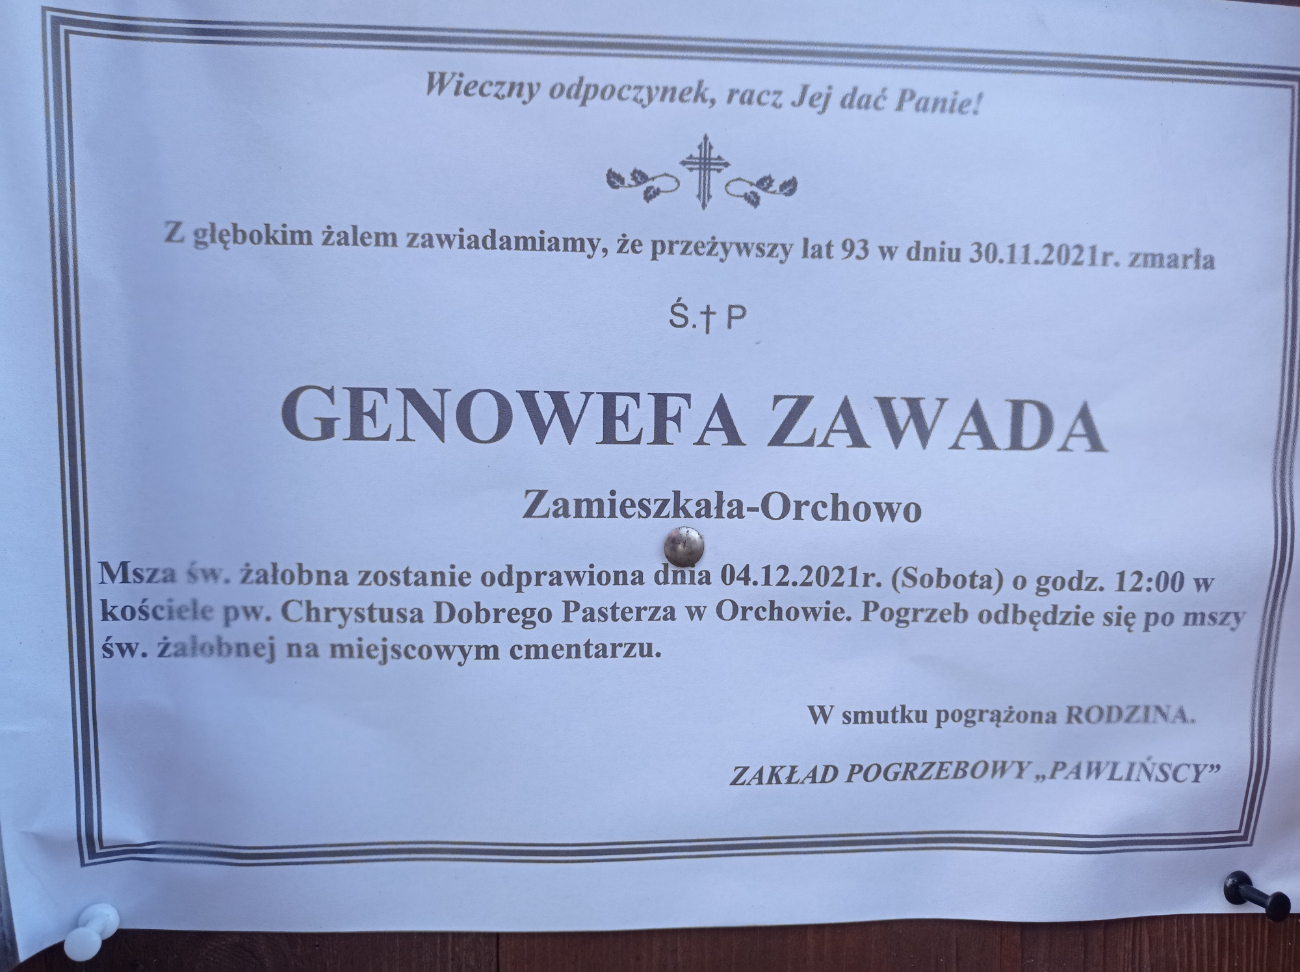 Wieczny odpoczynek, racz Jej dać Panie!
Z głębokim żalem zawiadamiamy, że przeżywszy lat 93 w dniu 30.11.2021r. zmarła
Ś.† P
GENOWEFA ZAWADA
Zamieszkała-Orchowo
Msza św. żałobna zostanie odprawiona dnia 04.12.2021r. (Sobota) o godz. 12:00 w
kościele pw. Chrystusa Dobrego Pasterza w Orchowie. Pogrzeb odbędzie się po mszy
św. żałobnej na miejscowym cmentarzu.
W smutku pogrążona RODZINA.
ZAKŁAD POGRZEBOWY „PAWLIŃSCY”